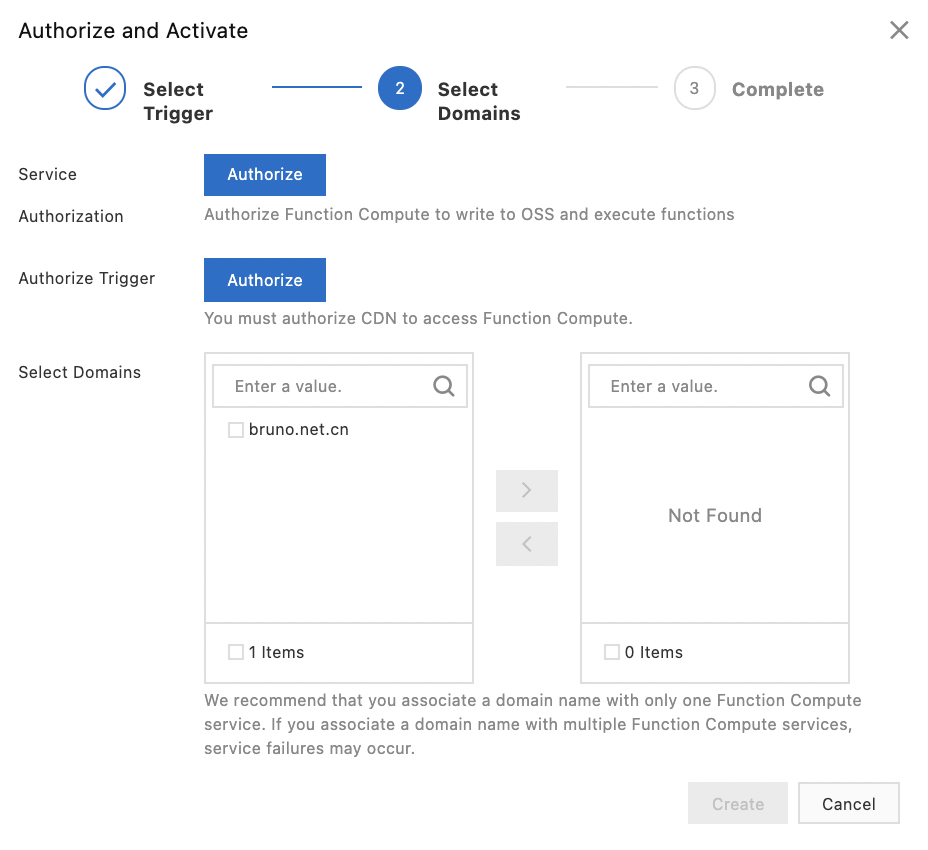 Authorize and Activate
Select
Trigger
2
Select
Domains
3
Complete
Service
Authorization
Authorize
Authorize Function Compute to write to OSS and execute functions
Authorize Trigger
Authorize
You must authorize CDN to access Function Compute.
Select Domains
Enter a value.
bruno.net.cn
1 Items
Enter a value.
Not Found
0 Items
We recommend that you associate a domain name with only one Function Compute
service. If you associate a domain name with multiple Function Compute services,
service failures may occur.
Create
Cancel